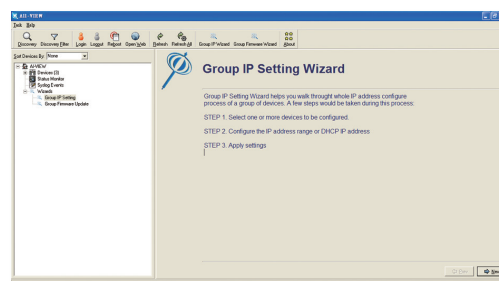 AII-VIEW
Task Help
Discovery Discovery Filter Login Logout Reboot Open Web Refresh Refresh All Group IP Wizard Group Firmware Wizard About
Sort Devices By: None
AI-VIEW
Devices (3)
Status Monitor
Syslog Events
Wizards
Group IP Setting
Group Firmware Update
Group IP Setting Wizard
Group IP Setting Wizard helps you walk throught whole IP address configure
process of a group of devices. A few steps would be taken during this process:
STEP 1. Select one or more devices to be configured.
STEP 2. Configure the IP address range or DHCP IP address
STEP 3. Apply settings